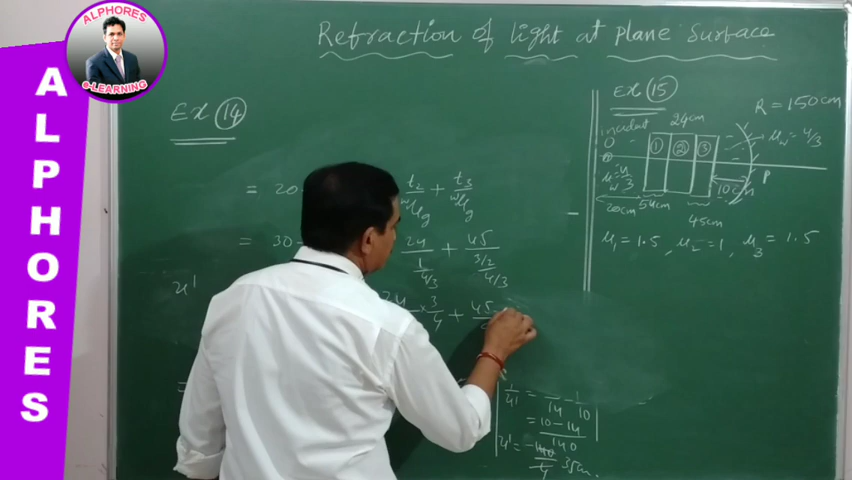 ALPHORES
e-LEARNING
ALPHORES
Refraction of light at plane Surface
Ex 14
= 20 t₂/wμg + t₃/wμg
= 30 - 24/(1/(4/3)) + 45/((3/2)/(4/3))
u'
24 × 3/4 + 45
=
1/u' = 1/14 - 1/10
= (10 - 14)/140
u' = -140/4 35cm.
Ex 15
R = 150cm
24cm
incident
1 2 3
μw = 4/3
μw = 4/3
P
10cm
20cm
54cm
45cm
μ₁ = 1.5, μ₂ = 1, μ₃ = 1.5